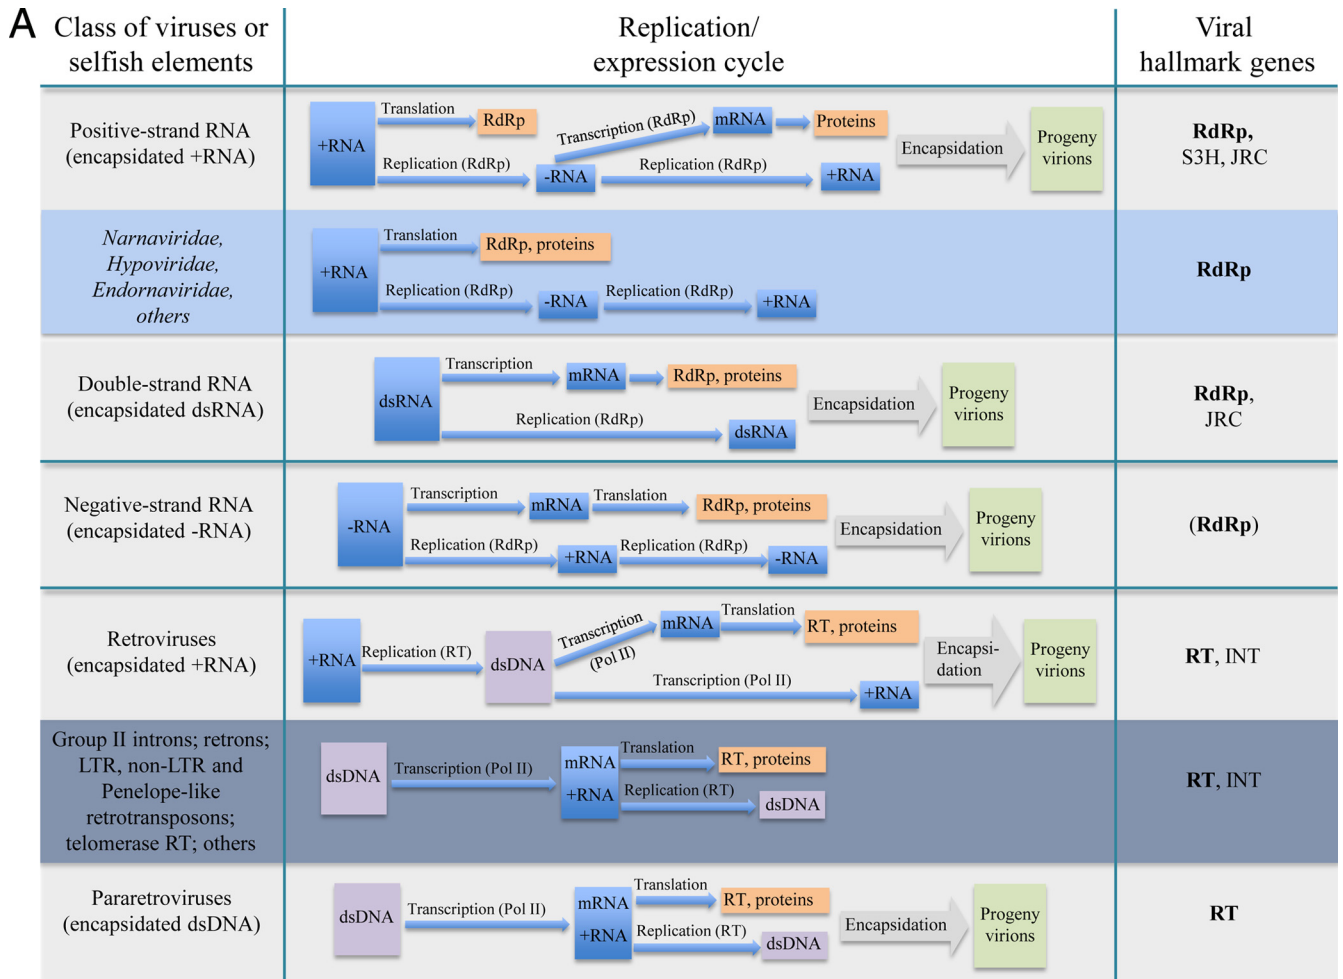 A
Class of viruses or
selfish elements
Replication/
expression cycle
Viral
hallmark genes
Positive-strand RNA
(encapsidated +RNA)
+RNA
Translation
RdRp
Replication (RdRp)
-RNA
Transcription (RdRp)
mRNA
Proteins
Replication (RdRp)
+RNA
Encapsidation
Progeny
virions
RdRp,
S3H, JRC
Narnaviridae,
Hypoviridae,
Endornaviridae,
others
+RNA
Translation
RdRp, proteins
Replication (RdRp)
-RNA
Replication (RdRp)
+RNA
RdRp
Double-strand RNA
(encapsidated dsRNA)
dsRNA
Transcription
mRNA
RdRp, proteins
Replication (RdRp)
dsRNA
Encapsidation
Progeny
virions
RdRp,
JRC
Negative-strand RNA
(encapsidated -RNA)
-RNA
Transcription
mRNA
Translation
RdRp, proteins
Replication (RdRp)
+RNA
Replication (RdRp)
-RNA
Encapsidation
Progeny
virions
(RdRp)
Retroviruses
(encapsidated +RNA)
+RNA
Replication (RT)
dsDNA
Transcription
(Pol II)
mRNA
Translation
RT, proteins
Transcription (Pol II)
+RNA
Encapsi-
dation
Progeny
virions
RT, INT
Group II introns; retrons;
LTR, non-LTR and
Penelope-like
retrotransposons;
telomerase RT; others
dsDNA
Transcription (Pol II)
mRNA
+RNA
Translation
RT, proteins
Replication (RT)
dsDNA
RT, INT
Pararetroviruses
(encapsidated dsDNA)
dsDNA
Transcription (Pol II)
mRNA
+RNA
Translation
RT, proteins
Replication (RT)
dsDNA
Encapsidation
Progeny
virions
RT